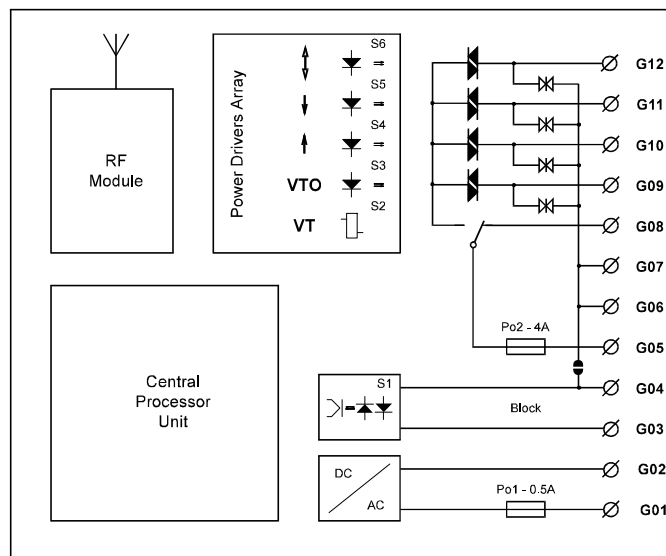 RF
Module
Power Drivers Array
S6
S5
S4
S3
VTO
S2
VT
G12
G11
G10
G09
G08
G07
G06
Po2 - 4A
G05
Central
Processor
Unit
S1
G04
Block
G03
DC
AC
G02
Po1 - 0.5A
G01